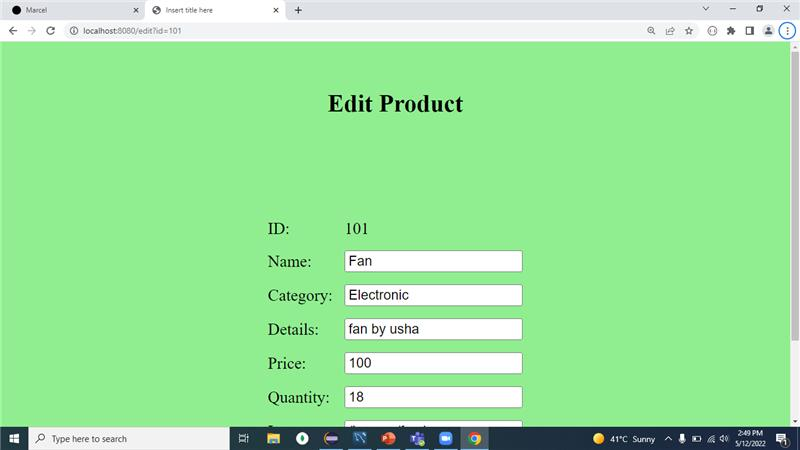 Marcel
Insert title here
localhost:8080/edit?id=101
Edit Product
ID: 101
Name: Fan
Category: Electronic
Details: fan by usha
Price: 100
Quantity: 18
Type here to search
41°C Sunny
2:49 PM
5/12/2022